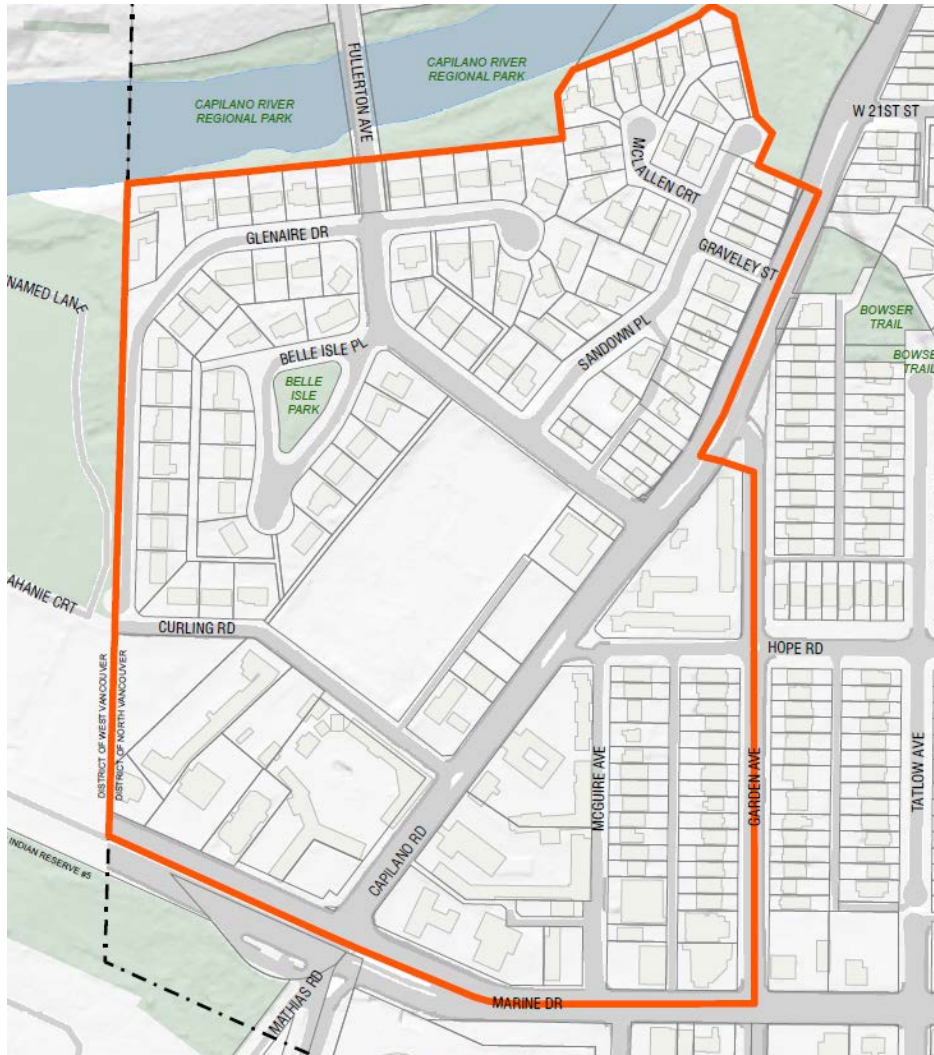 FULLERTON AVE
CAPILANO RIVER
REGIONAL PARK
CAPILANO RIVER
REGIONAL PARK
W 21ST ST
MCLALLEN CRT
GLENAIRE DR
GRAVELEY ST
NAMED LANE
BOWSER
TRAIL
SANDOWN PL
BELLE ISLE PL
BOWSE
TRAIL
BELLE
ISLE
PARK
AHANIE CRT
CURLING RD
HOPE RD
DISTRICT OF WEST VANCOUVER
DISTRICT OF NORTH VANCOUVER
MCGUIRE AVE
GARDEN AVE
TATLOW AVE
CAPILANO RD
INDIAN RESERVE #5
MATHIAS RD
MARINE DR